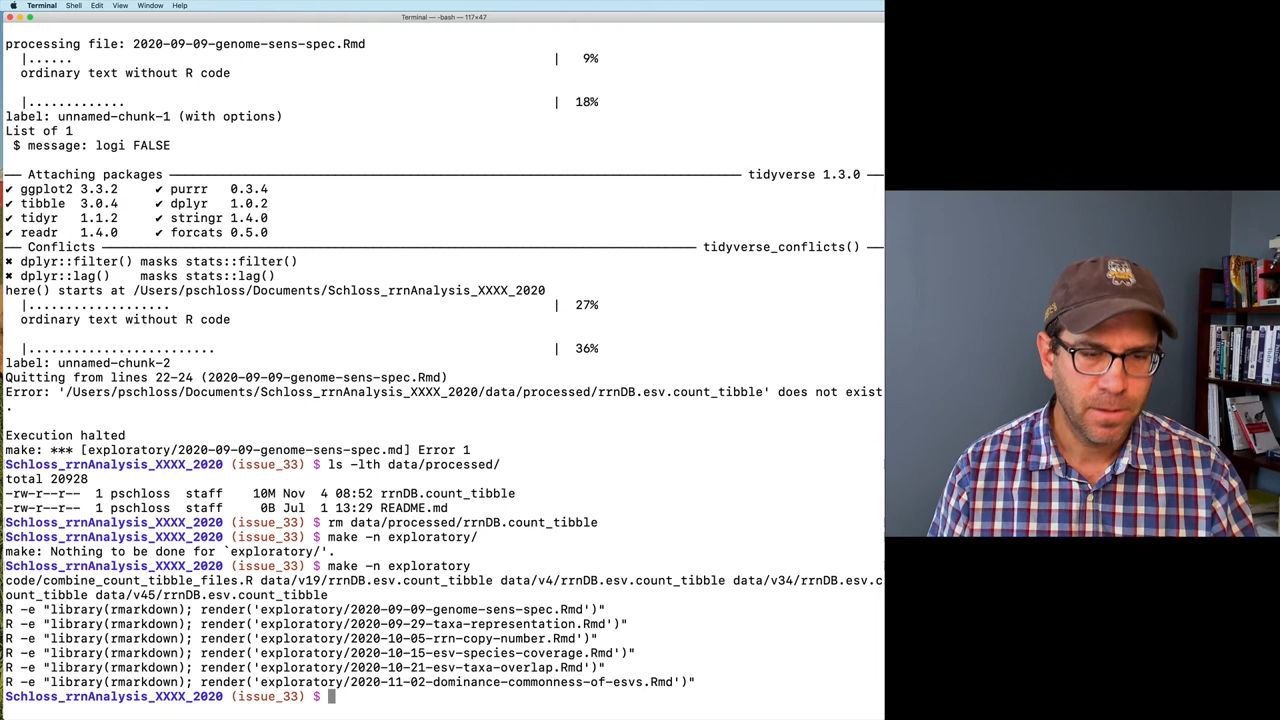 Terminal Shell Edit View Window Help
Terminal — -bash — 117×47
processing file: 2020-09-09-genome-sens-spec.Rmd
|...... | 9%
ordinary text without R code
|............. | 18%
label: unnamed-chunk-1 (with options)
List of 1
$ message: logi FALSE
── Attaching packages ── tidyverse 1.3.0 ──
✔ ggplot2 3.3.2 ✔ purrr 0.3.4
✔ tibble 3.0.4 ✔ dplyr 1.0.2
✔ tidyr 1.1.2 ✔ stringr 1.4.0
✔ readr 1.4.0 ✔ forcats 0.5.0
── Conflicts ── tidyverse_conflicts() ──
✖ dplyr::filter() masks stats::filter()
✖ dplyr::lag() masks stats::lag()
here() starts at /Users/pschloss/Documents/Schloss_rrnAnalysis_XXXX_2020
|................... | 27%
ordinary text without R code
|......................... | 36%
label: unnamed-chunk-2
Quitting from lines 22-24 (2020-09-09-genome-sens-spec.Rmd)
Error: '/Users/pschloss/Documents/Schloss_rrnAnalysis_XXXX_2020/data/processed/rrnDB.esv.count_tibble' does not exist
.
Execution halted
make: *** [exploratory/2020-09-09-genome-sens-spec.md] Error 1
Schloss_rrnAnalysis_XXXX_2020 (issue_33) $ ls -lth data/processed/
total 20928
-rw-r--r-- 1 pschloss staff 10M Nov 4 08:52 rrnDB.count_tibble
-rw-r--r-- 1 pschloss staff 0B Jul 1 13:29 README.md
Schloss_rrnAnalysis_XXXX_2020 (issue_33) $ rm data/processed/rrnDB.count_tibble
Schloss_rrnAnalysis_XXXX_2020 (issue_33) $ make -n exploratory/
make: Nothing to be done for `exploratory/'.
Schloss_rrnAnalysis_XXXX_2020 (issue_33) $ make -n exploratory
code/combine_count_tibble_files.R data/v19/rrnDB.esv.count_tibble data/v4/rrnDB.esv.count_tibble data/v34/rrnDB.esv.c
ount_tibble data/v45/rrnDB.esv.count_tibble
R -e "library(rmarkdown); render('exploratory/2020-09-09-genome-sens-spec.Rmd')"
R -e "library(rmarkdown); render('exploratory/2020-09-29-taxa-representation.Rmd')"
R -e "library(rmarkdown); render('exploratory/2020-10-05-rrn-copy-number.Rmd')"
R -e "library(rmarkdown); render('exploratory/2020-10-15-esv-species-coverage.Rmd')"
R -e "library(rmarkdown); render('exploratory/2020-10-21-esv-taxa-overlap.Rmd')"
R -e "library(rmarkdown); render('exploratory/2020-11-02-dominance-commonness-of-esvs.Rmd')"
Schloss_rrnAnalysis_XXXX_2020 (issue_33) $